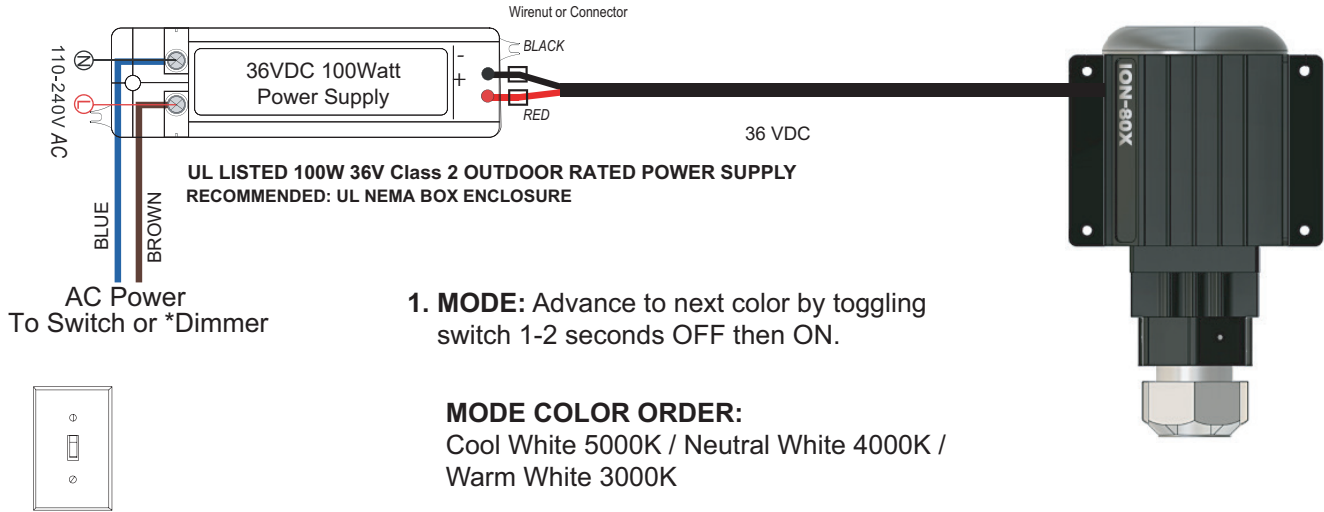 Wirenut or Connector
BLACK
N
110-240V AC
L
36VDC 100Watt
Power Supply
-
+
RED
36 VDC
ION-80X
UL LISTED 100W 36V Class 2 OUTDOOR RATED POWER SUPPLY
RECOMMENDED: UL NEMA BOX ENCLOSURE
BLUE
BROWN
AC Power
To Switch or *Dimmer
1. MODE: Advance to next color by toggling
switch 1-2 seconds OFF then ON.
MODE COLOR ORDER:
Cool White 5000K / Neutral White 4000K /
Warm White 3000K